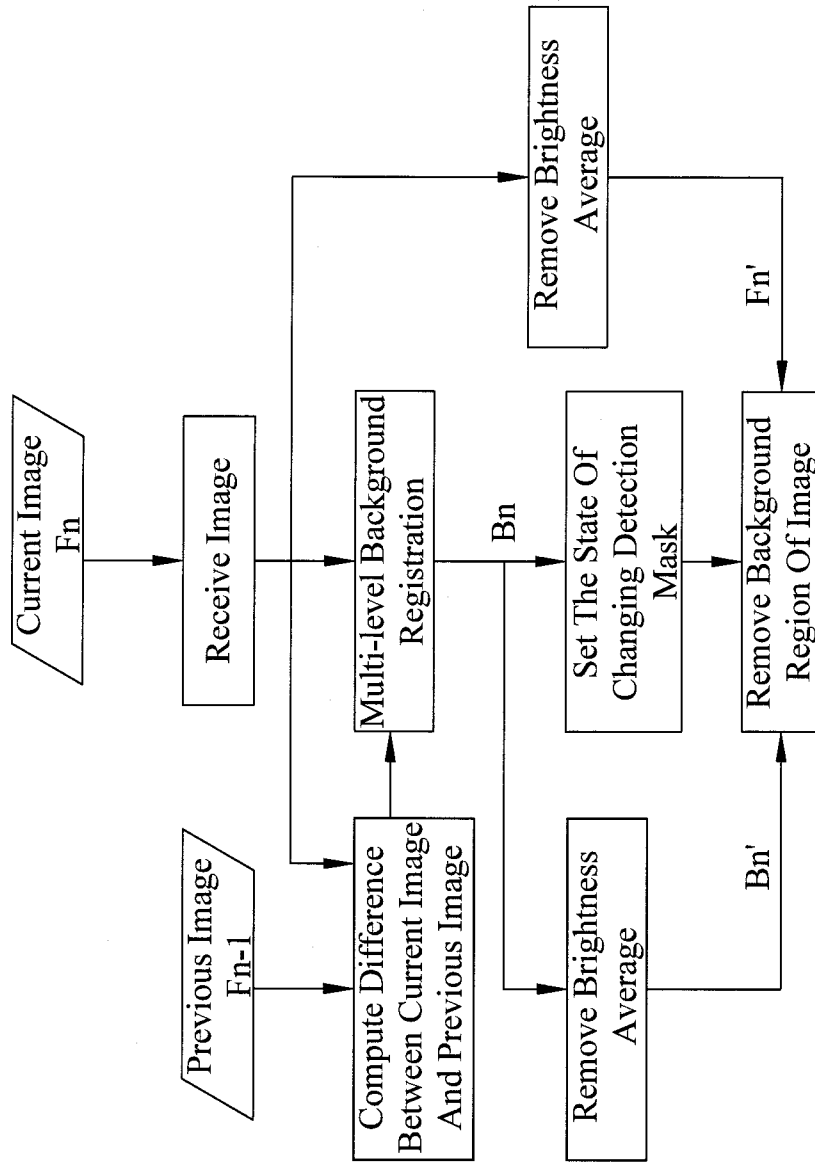 Current Image
Fn
Previous Image
Fn-1
Receive Image
Compute Difference
Between Current Image
And Previous Image
Multi-level Background
Registration
Remove Brightness
Average
Bn
Remove Brightness
Average
Set The State Of
Changing Detection
Mask
Bn'
Fn'
Remove Background
Region Of Image